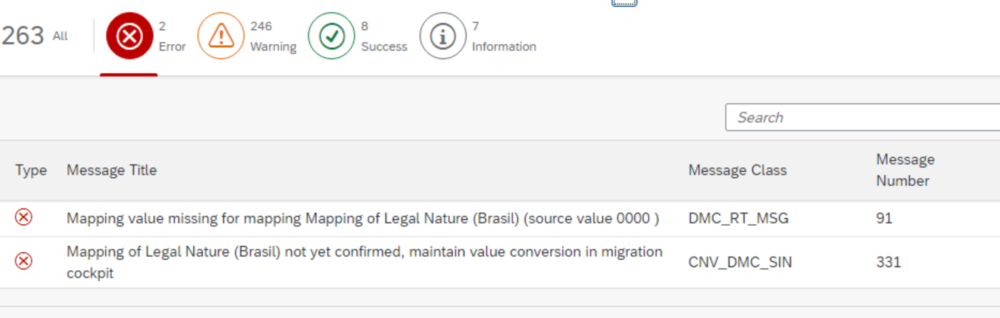 263 All
2
Error
246
Warning
8
Success
7
Information
Search
Type
Message Title
Message Class
Message
Number
Mapping value missing for mapping Mapping of Legal Nature (Brasil) (source value 0000 )
DMC_RT_MSG
91
Mapping of Legal Nature (Brasil) not yet confirmed, maintain value conversion in migration
cockpit
CNV_DMC_SIN
331